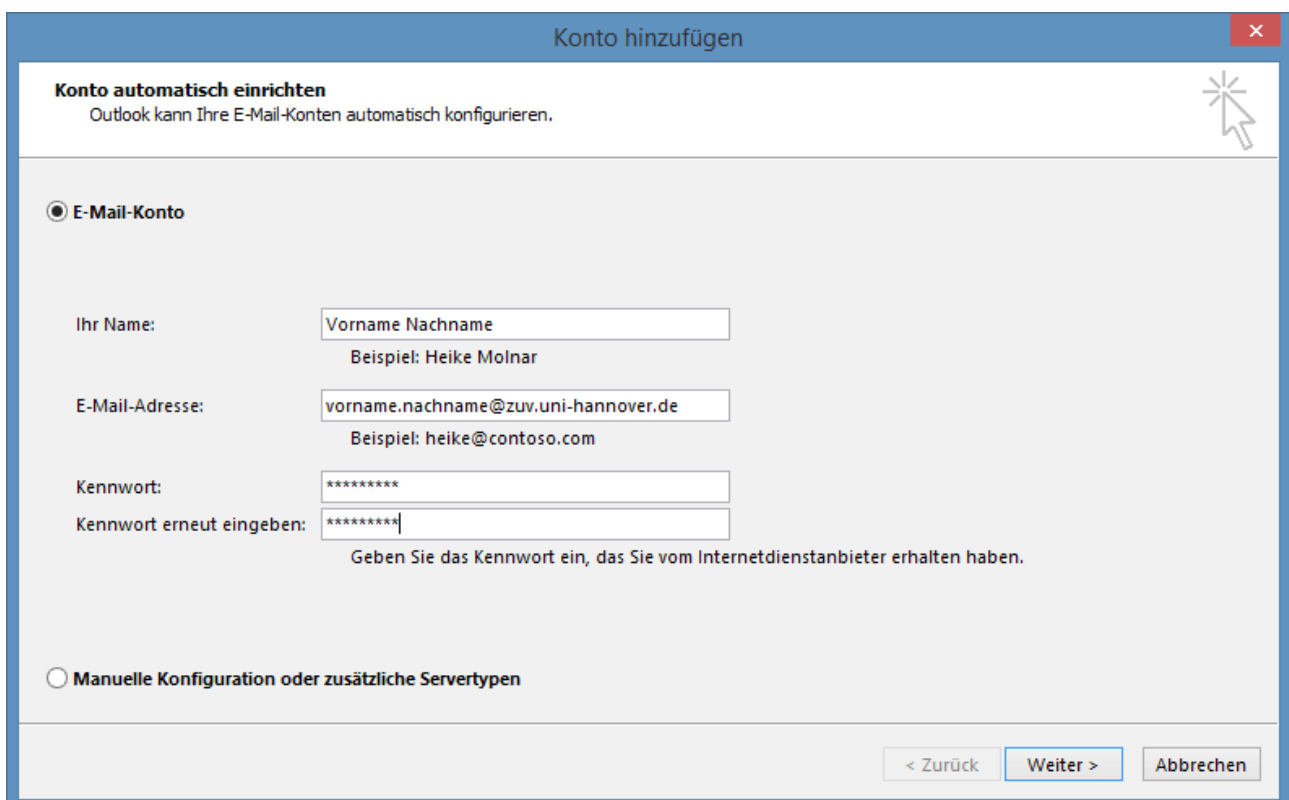 Konto hinzufügen
Konto automatisch einrichten
Outlook kann Ihre E-Mail-Konten automatisch konfigurieren.
E-Mail-Konto
Ihr Name: Vorname Nachname
Beispiel: Heike Molnar
E-Mail-Adresse: vorname.nachname@zuv.uni-hannover.de
Beispiel: heike@contoso.com
Kennwort: *********
Kennwort erneut eingeben: *********
Geben Sie das Kennwort ein, das Sie vom Internetdienstanbieter erhalten haben.
Manuelle Konfiguration oder zusätzliche Servertypen
< Zurück Weiter > Abbrechen